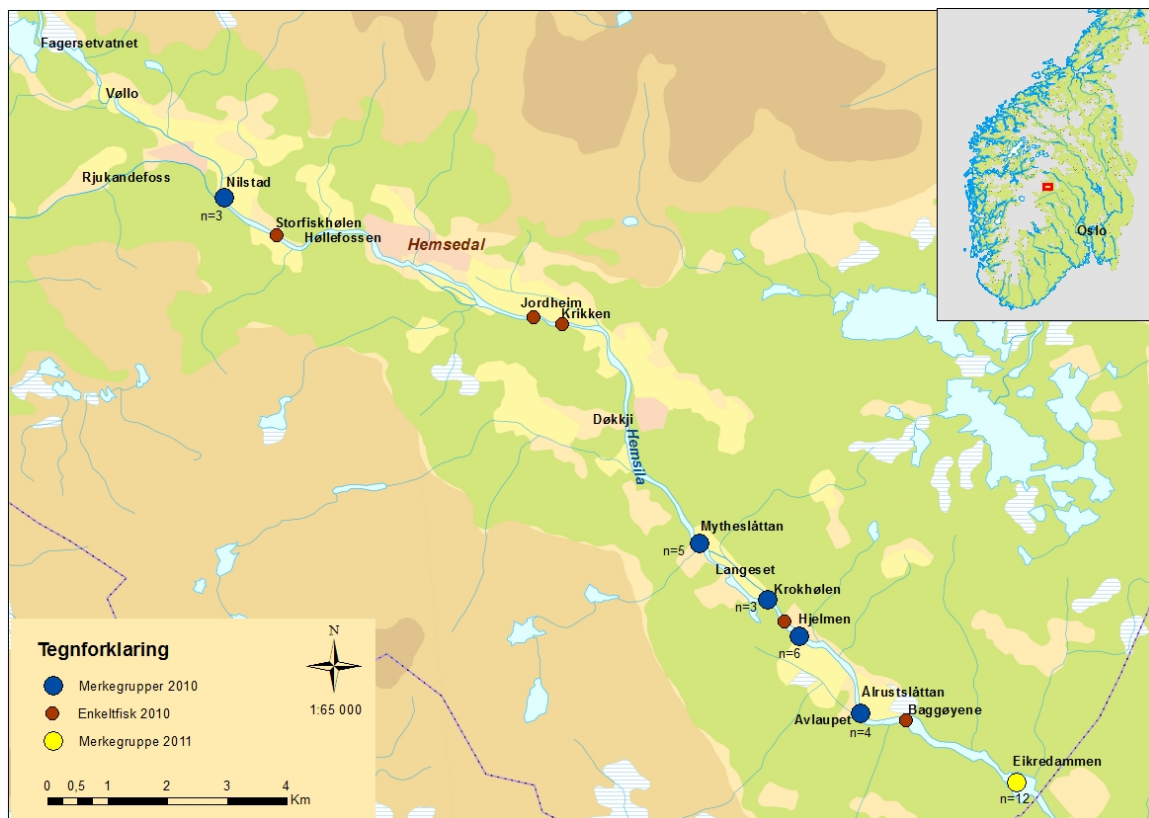 Fagersetvatnet
Vøllo
Rjukandefoss
Nilstad
n=3
Storfiskhølen
Høllefossen
Hemsedal
Oslo
Jordheim
Krikken
Døkkji
Hemsila
Mytheslåttan
n=5
Langeset
Krokhølen
n=3
Hjelmen
n=6
Alrustslåttan
Avlaupet
Baggøyene
n=4
Eikredammen
n=12
Tegnforklaring
N
Merkegrupper 2010
Enkeltfisk 2010
1:65 000
Merkegruppe 2011
0 0,5 1 2 3 4
Km